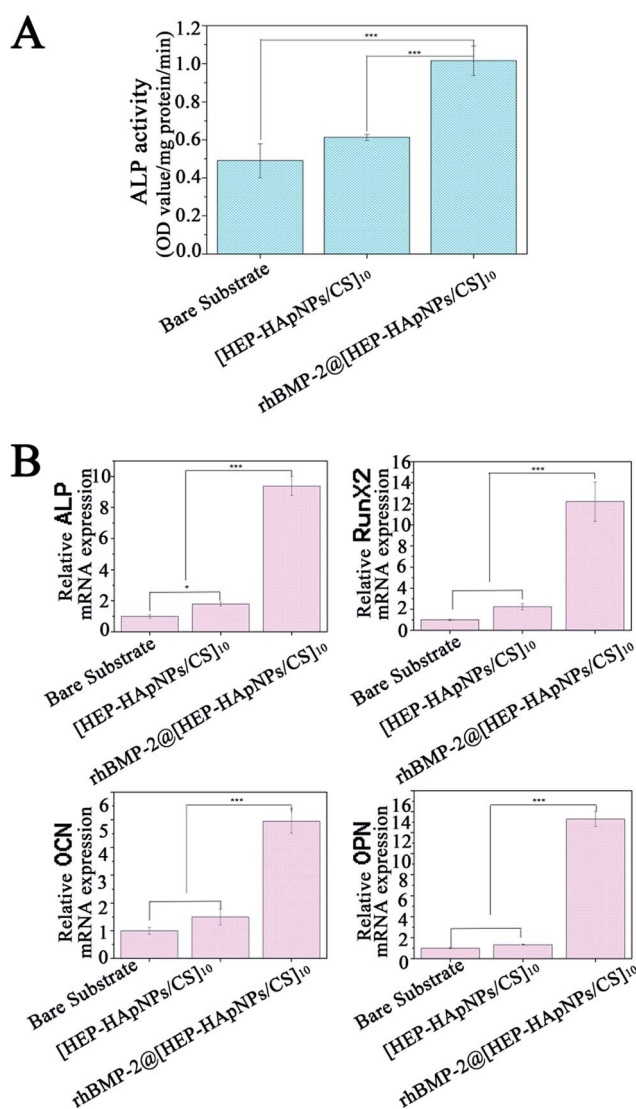 A
ALP activity
(OD value/mg protein/min)
1.2
1.0
0.8
0.6
0.4
0.2
0.0
***
***
Bare Substrate
[HEP-HApNPs/CS]10
rhBMP-2@[HEP-HApNPs/CS]10
B
Relative ALP
mRNA expression
10
8
6
4
2
0
***
*
Bare Substrate
[HEP-HApNPs/CS]10
rhBMP-2@[HEP-HApNPs/CS]10
Relative RunX2
mRNA expression
16
14
12
10
8
6
4
2
0
***
Bare Substrate
[HEP-HApNPs/CS]10
rhBMP-2@[HEP-HApNPs/CS]10
Relative OCN
mRNA expression
6
5
4
3
2
1
0
***
Bare Substrate
[HEP-HApNPs/CS]10
rhBMP-2@[HEP-HApNPs/CS]10
Relative OPN
mRNA expression
16
14
12
10
8
6
4
2
0
***
Bare Substrate
[HEP-HApNPs/CS]10
rhBMP-2@[HEP-HApNPs/CS]10